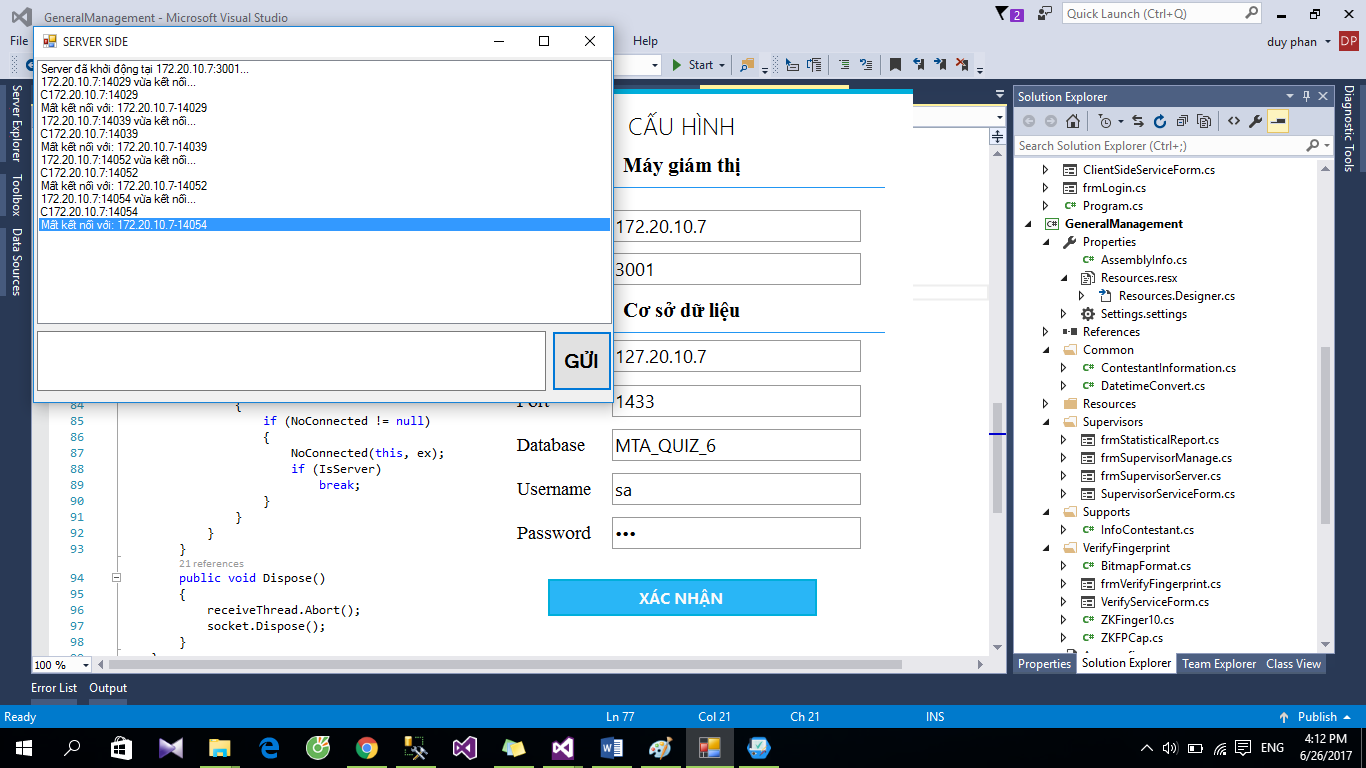 GeneralManagement - Microsoft Visual Studio
2
Quick Launch (Ctrl+Q)
File
Help
duy phan
DP
Start
SERVER SIDE
Server đã khởi động tại 172.20.10.7:3001...
172.20.10.7:14029 vừa kết nối...
C172.20.10.7:14029
Mất kết nối với: 172.20.10.7-14029
172.20.10.7:14039 vừa kết nối...
C172.20.10.7:14039
Mất kết nối với: 172.20.10.7-14039
172.20.10.7:14052 vừa kết nối...
C172.20.10.7:14052
Mất kết nối với: 172.20.10.7-14052
172.20.10.7:14054 vừa kết nối...
C172.20.10.7:14054
Mất kết nối với: 172.20.10.7-14054
GỬI
Server Explorer
Toolbox
Data Sources
CẤU HÌNH
Máy giám thị
172.20.10.7
3001
Cơ sở dữ liệu
127.20.10.7
Port
1433
Database
MTA_QUIZ_6
Username
sa
Password
•••
XÁC NHẬN
84 {
85 if (NoConnected != null)
86 {
87 NoConnected(this, ex);
88 if (IsServer)
89 break;
90 }
91 }
92 }
93 }
21 references
94 public void Dispose()
95 {
96 receiveThread.Abort();
97 socket.Dispose();
98 }
100 %
Solution Explorer
Search Solution Explorer (Ctrl+;)
ClientSideServiceForm.cs
frmLogin.cs
Program.cs
GeneralManagement
Properties
AssemblyInfo.cs
Resources.resx
Resources.Designer.cs
Settings.settings
References
Common
ContestantInformation.cs
DatetimeConvert.cs
Resources
Supervisors
frmStatisticalReport.cs
frmSupervisorManage.cs
frmSupervisorServer.cs
SupervisorServiceForm.cs
Supports
InfoContestant.cs
VerifyFingerprint
BitmapFormat.cs
frmVerifyFingerprint.cs
VerifyServiceForm.cs
ZKFinger10.cs
ZKFPCap.cs
Properties
Solution Explorer
Team Explorer
Class View
Diagnostic Tools
Error List
Output
Ready
Ln 77
Col 21
Ch 21
INS
Publish
ENG
4:12 PM
6/26/2017